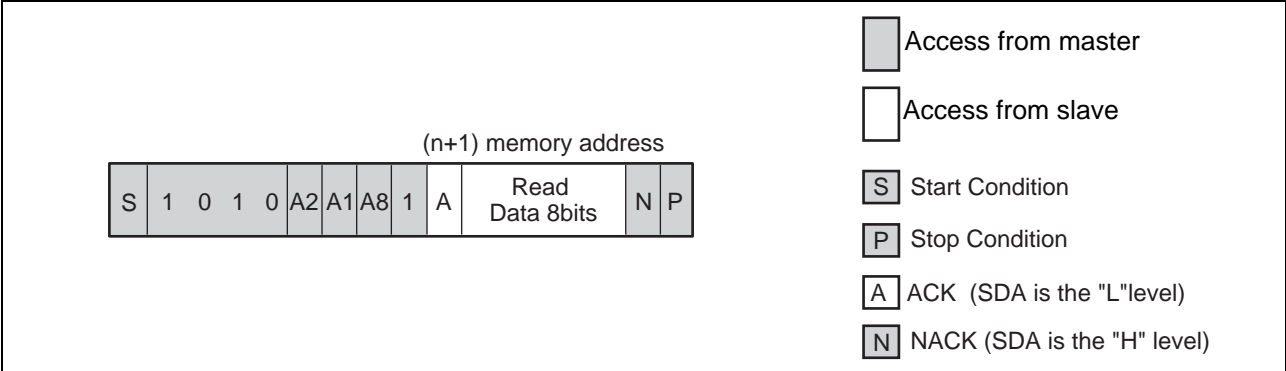 (n+1) memory address
S 1 0 1 0 A2 A1 A8 1 A Read Data 8bits N P
Access from master
Access from slave
S Start Condition
P Stop Condition
A ACK (SDA is the "L"level)
N NACK (SDA is the "H" level)